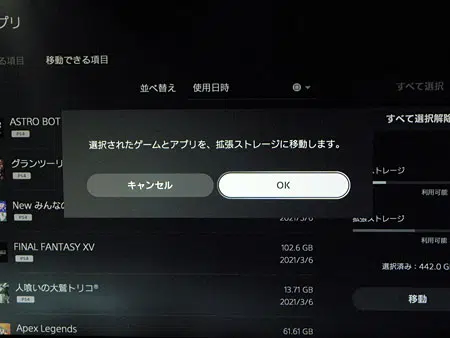 プリ
る項目 移動できる項目
並べ替え 使用日時
すべて選択
ASTRO BOT
PS4
すべて選択解除
選択されたゲームとアプリを、拡張ストレージに移動します。
グランツーリ
PS4
ストレージ
キャンセル OK
利用可能
New みんなの
PS4
2021/3/6
拡張ストレージ
FINAL FANTASY XV
PS4
102.6 GB
2021/3/6
利用可能
選択済み：442.0 G
人喰いの大鷲トリコ®
PS4
13.71 GB
2021/3/6
移動
Apex Legends
61.61 GB